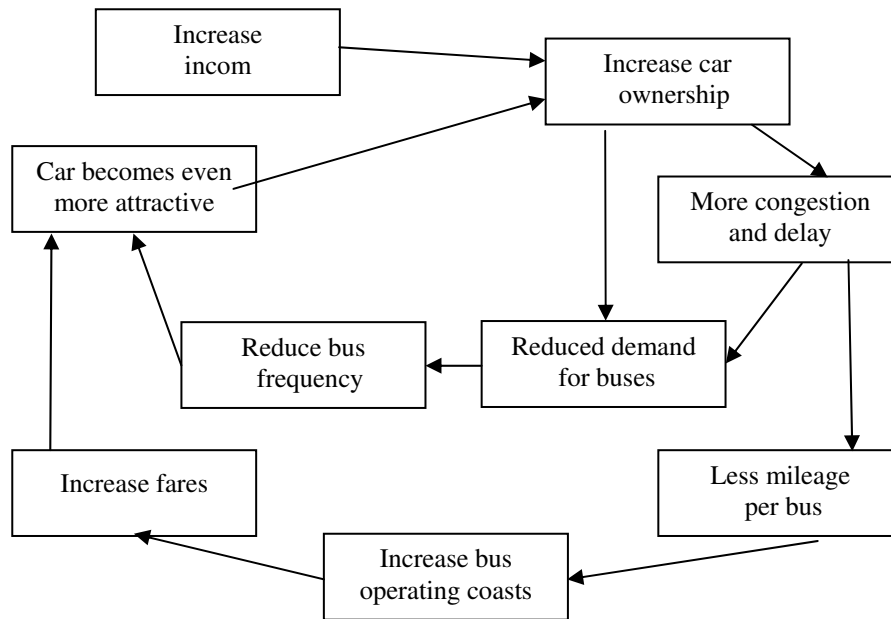 Increase
incom
Increase car
ownership
Car becomes even
more attractive
More congestion
and delay
Reduce bus
frequency
Reduced demand
for buses
Increase fares
Less mileage
per bus
Increase bus
operating coasts